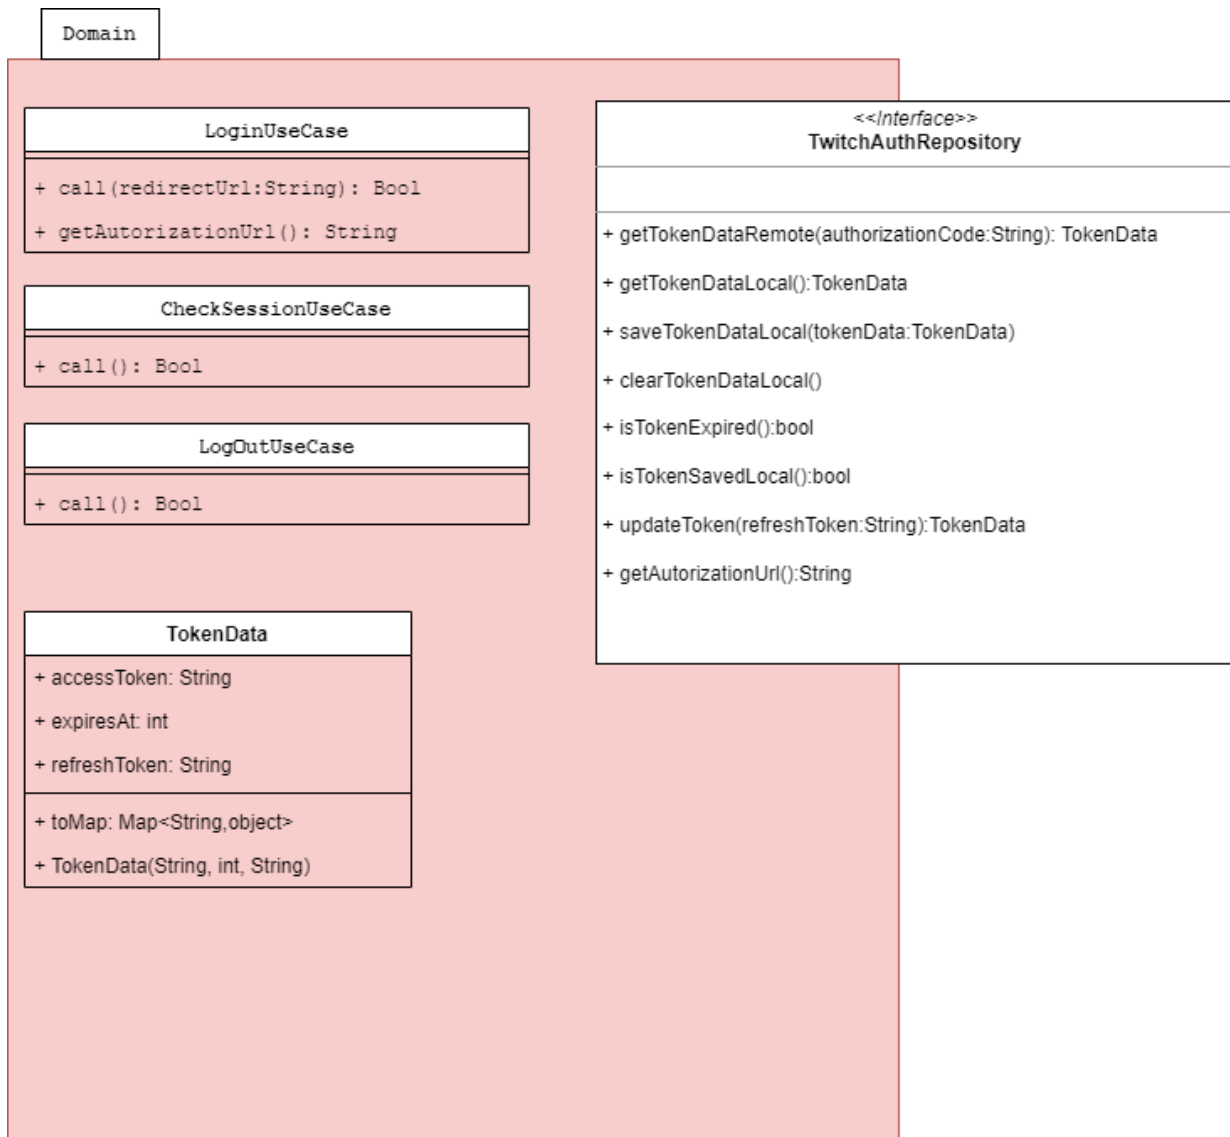 Domain
LoginUseCase
+ call(redirectUrl:String): Bool
+ getAutorizationUrl(): String
CheckSessionUseCase
+ call(): Bool
LogOutUseCase
+ call(): Bool
TokenData
+ accessToken: String
+ expiresAt: int
+ refreshToken: String
+ toMap: Map<String,object>
+ TokenData(String, int, String)
<<Interface>>
TwitchAuthRepository
+ getTokenDataRemote(authorizationCode:String): TokenData
+ getTokenDataLocal():TokenData
+ saveTokenDataLocal(tokenData:TokenData)
+ clearTokenDataLocal()
+ isTokenExpired():bool
+ isTokenSavedLocal():bool
+ updateToken(refreshToken:String):TokenData
+ getAutorizationUrl():String